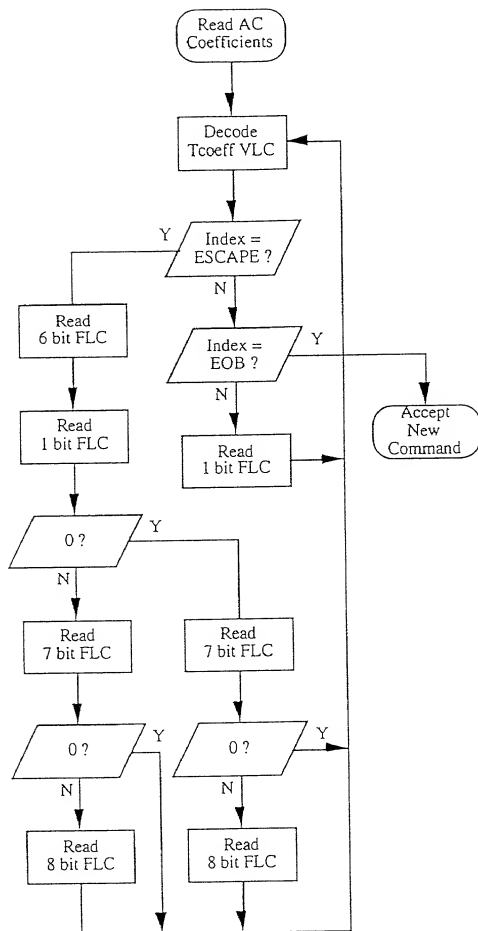 Read AC
Coefficients
Decode
Tcoeff VLC
Index =
ESCAPE ?
Y
N
Read
6 bit FLC
Index =
EOB ?
Y
N
Read
1 bit FLC
Read
1 bit FLC
Accept
New
Command
0 ?
Y
N
Read
7 bit FLC
Read
7 bit FLC
0 ?
Y
N
0 ?
Y
N
Read
8 bit FLC
Read
8 bit FLC